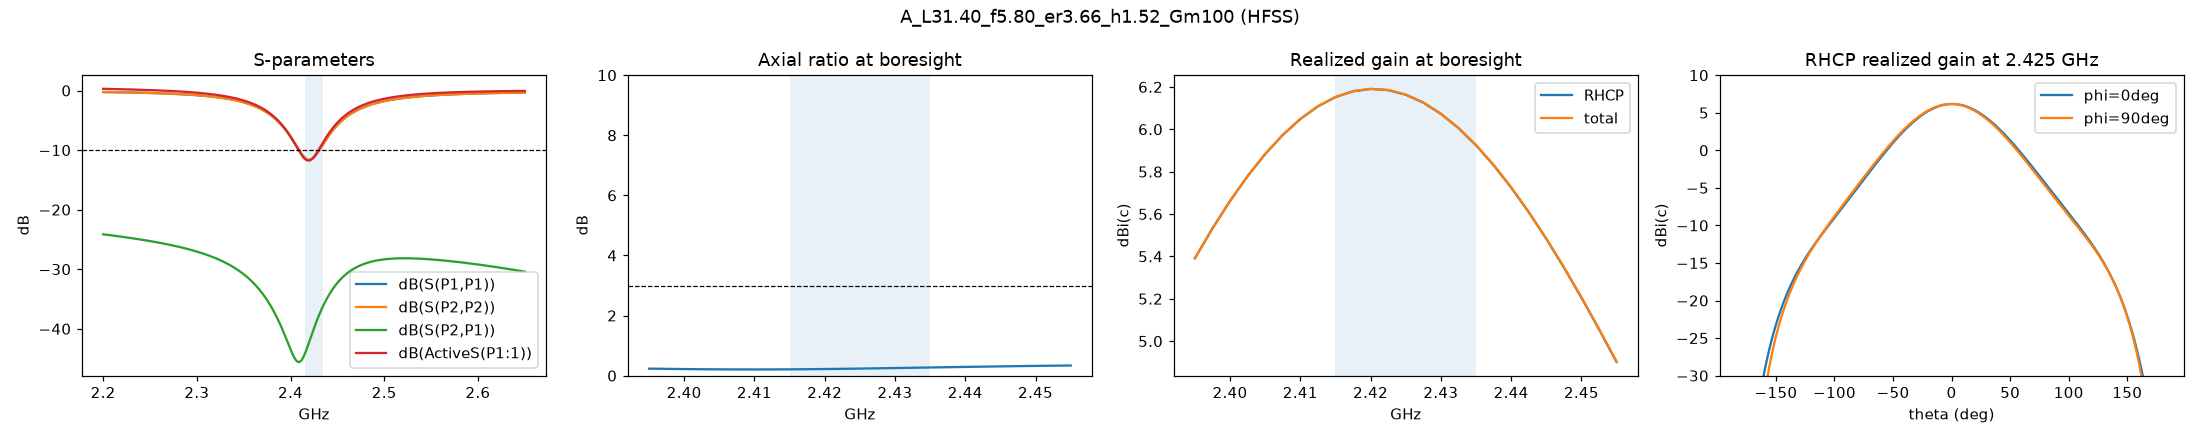 A_L31.40_f5.80_er3.66_h1.52_Gm100 (HFSS)
S-parameters
0
−10
−20
−30
−40
dB
2.2 2.3 2.4 2.5 2.6
GHz
dB(S(P1,P1))
dB(S(P2,P2))
dB(S(P2,P1))
dB(ActiveS(P1:1))
Axial ratio at boresight
10
8
6
4
2
0
dB
2.40 2.41 2.42 2.43 2.44 2.45
GHz
Realized gain at boresight
6.2
6.0
5.8
5.6
5.4
5.2
5.0
dBi(c)
2.40 2.41 2.42 2.43 2.44 2.45
GHz
RHCP
total
RHCP realized gain at 2.425 GHz
10
5
0
−5
−10
−15
−20
−25
−30
dBi(c)
−150 −100 −50 0 50 100 150
theta (deg)
phi=0deg
phi=90deg